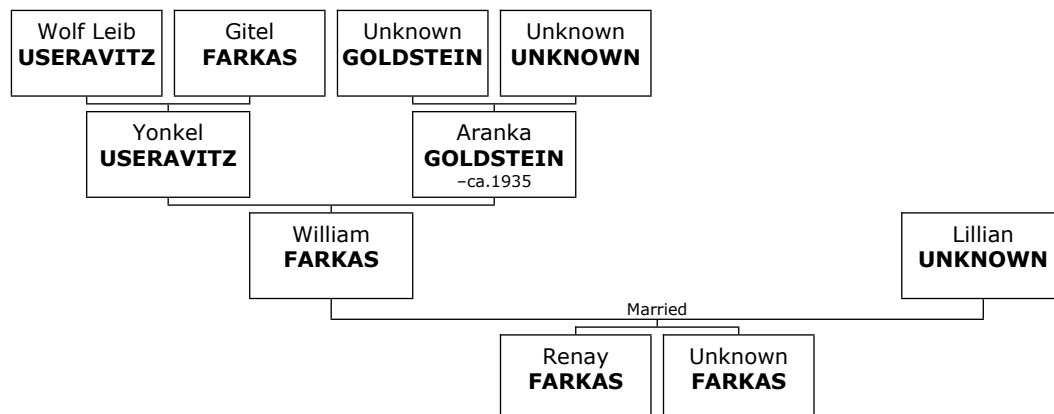 Wolf Leib
USERAVITZ
Gitel
FARKAS
Unknown
GOLDSTEIN
Unknown
UNKNOWN
Yonkel
USERAVITZ
Aranka
GOLDSTEIN
–ca.1935
William
FARKAS
Lillian
UNKNOWN
Married
Renay
FARKAS
Unknown
FARKAS